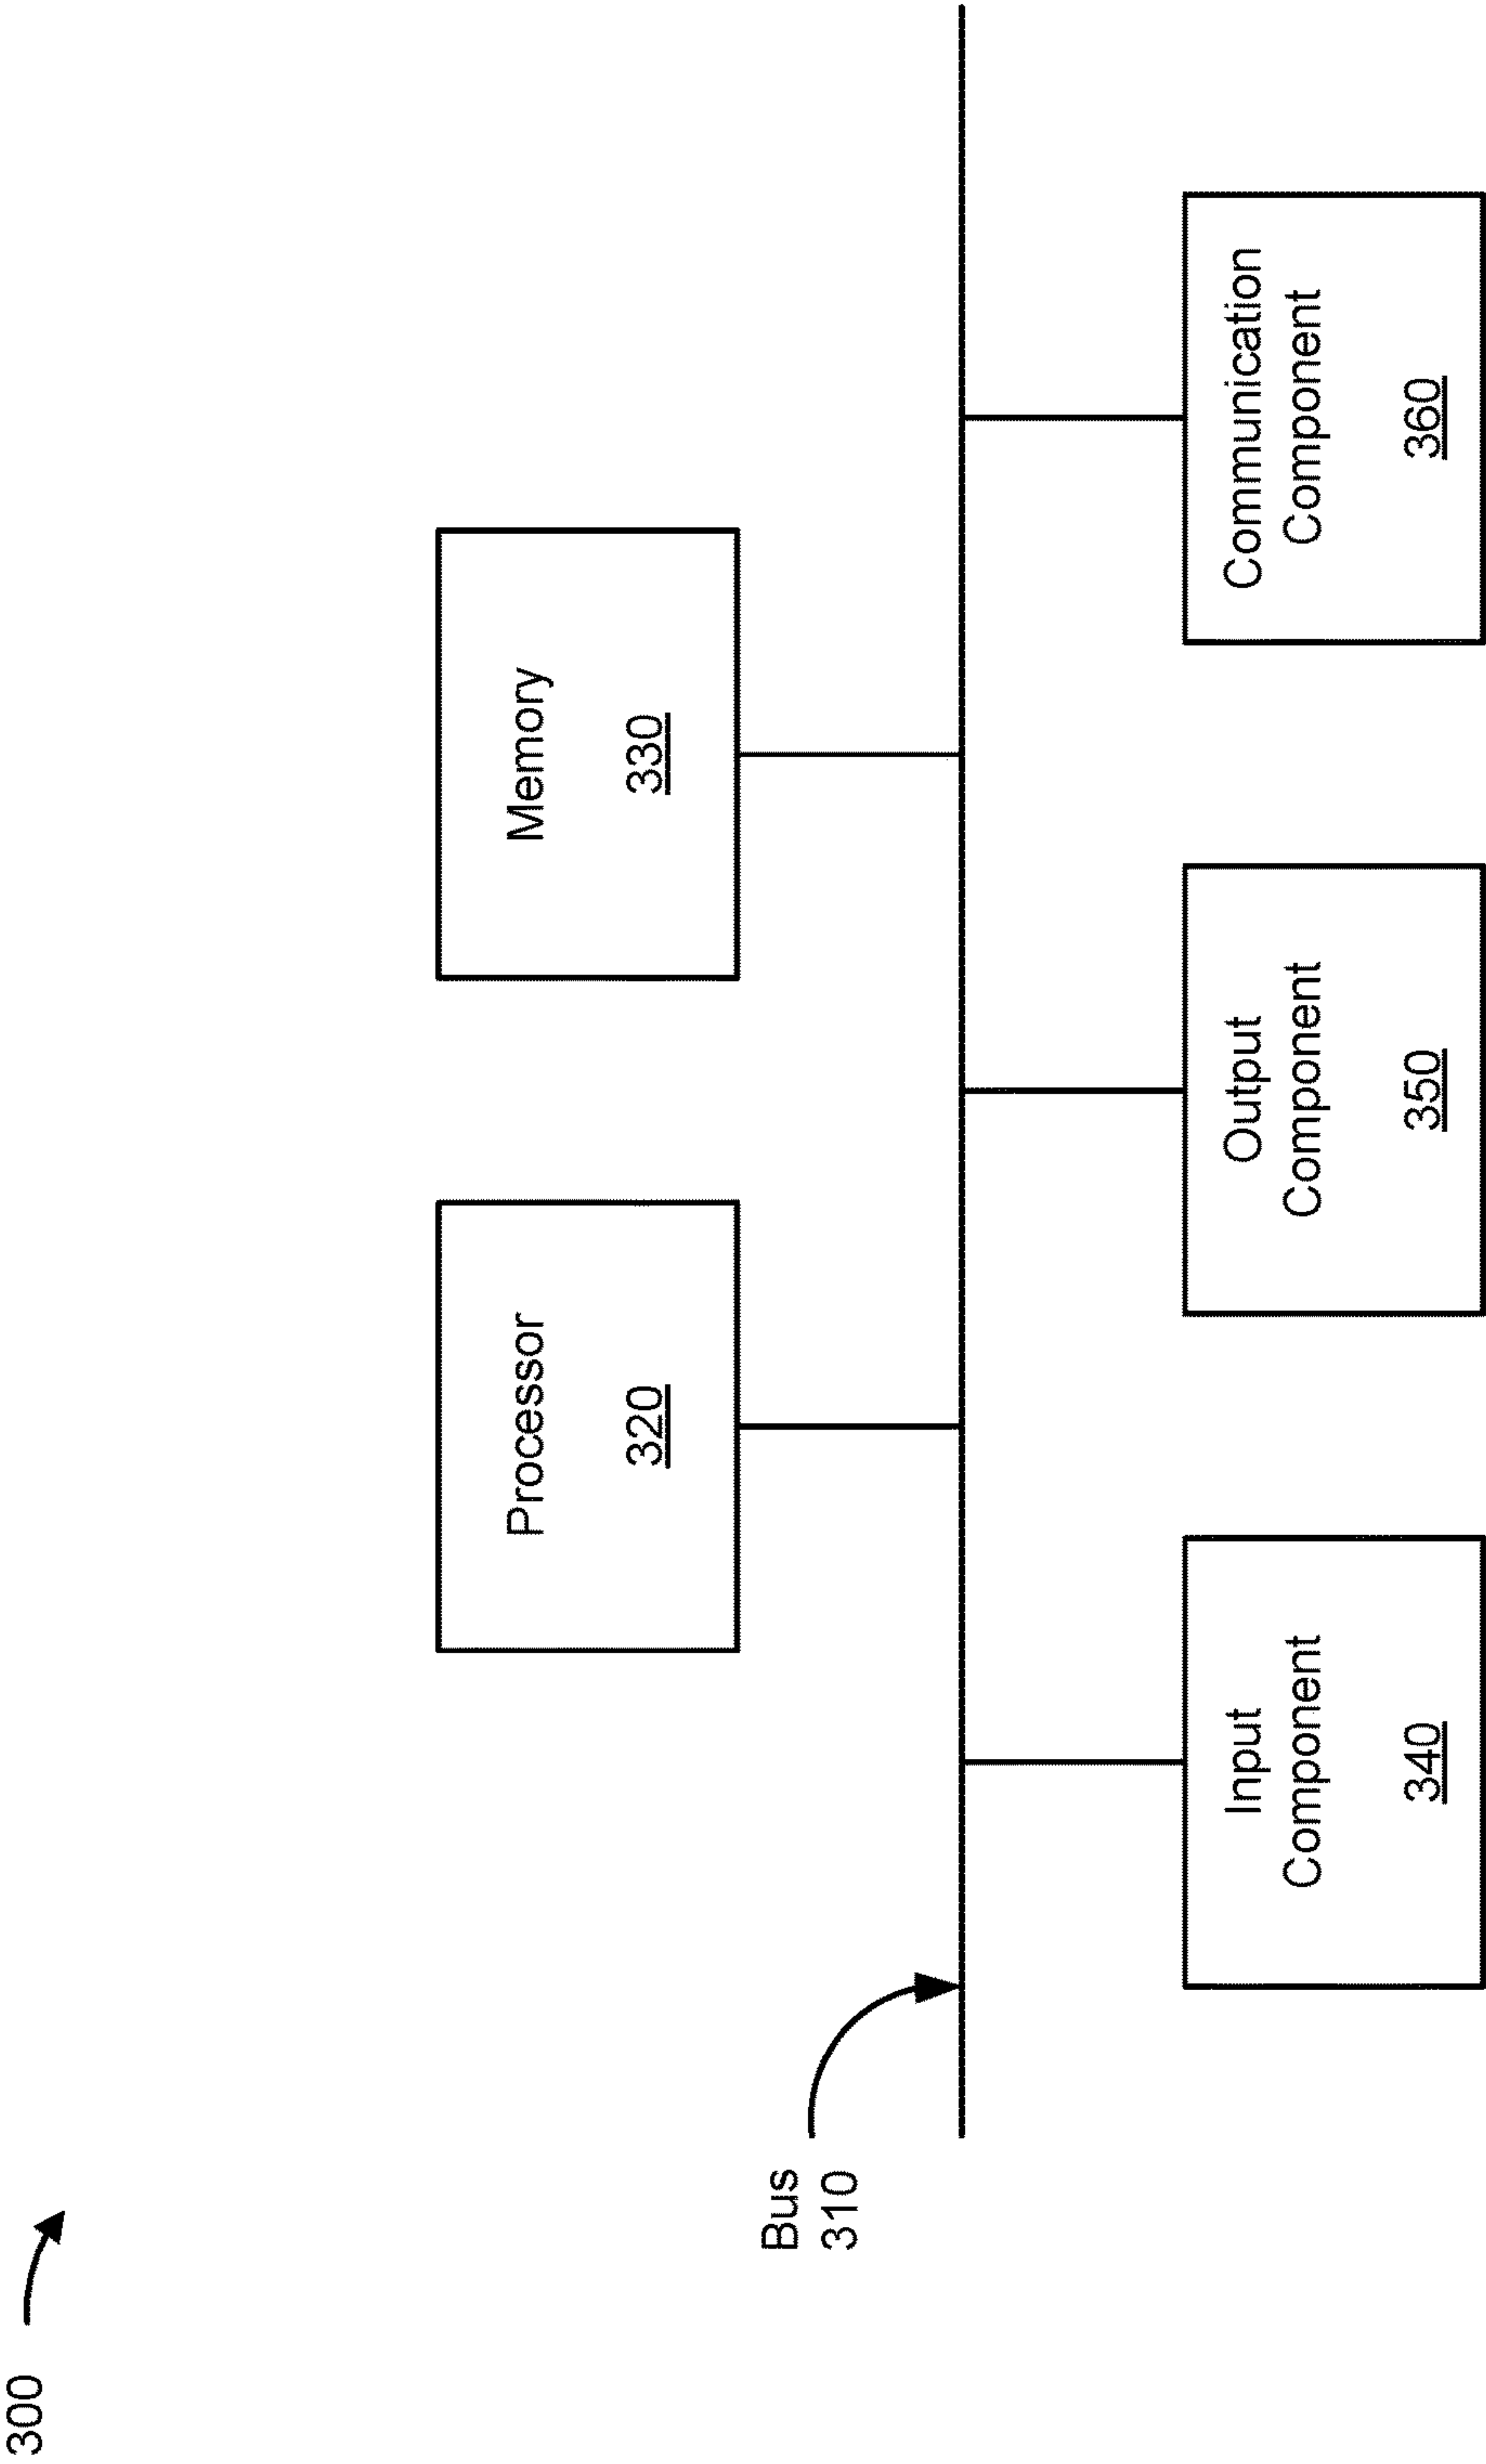 300
Processor
320
Memory
330
Bus
310
Input
Component
340
Output
Component
350
Communication
Component
360